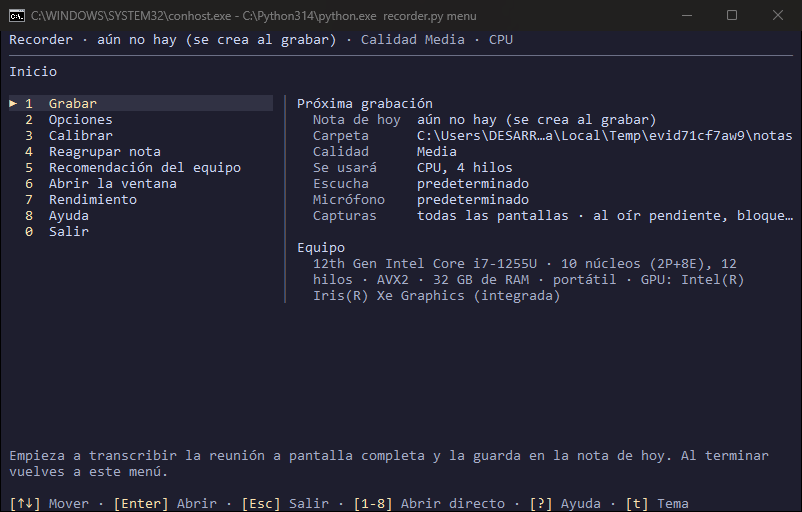 C:\WINDOWS\SYSTEM32\conhost.exe - C:\Python314\python.exe recorder.py menu
Recorder · aún no hay (se crea al grabar) · Calidad Media · CPU
Inicio
► 1 Grabar
2 Opciones
3 Calibrar
4 Reagrupar nota
5 Recomendación del equipo
6 Abrir la ventana
7 Rendimiento
8 Ayuda
0 Salir
Próxima grabación
Nota de hoy aún no hay (se crea al grabar)
Carpeta C:\Users\DESARR…a\Local\Temp\evid71cf7aw9\notas
Calidad Media
Se usará CPU, 4 hilos
Escucha predeterminado
Micrófono predeterminado
Capturas todas las pantallas · al oír pendiente, bloque…
Equipo
12th Gen Intel Core i7-1255U · 10 núcleos (2P+8E), 12
hilos · AVX2 · 32 GB de RAM · portátil · GPU: Intel(R)
Iris(R) Xe Graphics (integrada)
Empieza a transcribir la reunión a pantalla completa y la guarda en la nota de hoy. Al terminar
vuelves a este menú.
[↑↓] Mover · [Enter] Abrir · [Esc] Salir · [1-8] Abrir directo · [?] Ayuda · [t] Tema